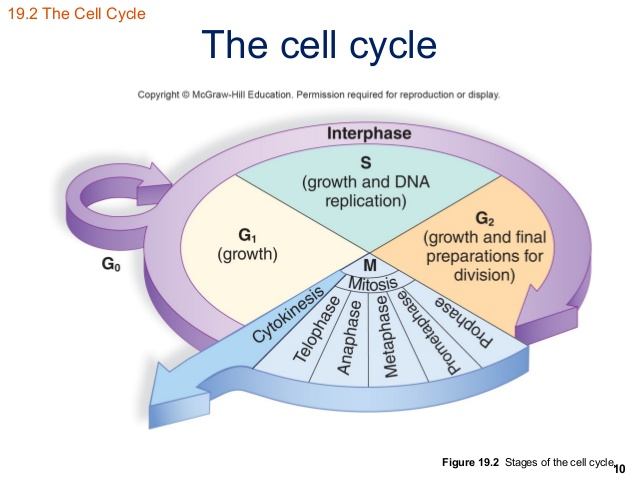 19.2 The Cell Cycle
The cell cycle
Copyright © McGraw-Hill Education. Permission required for reproduction or display.
Interphase
S
(growth and DNA
replication)
G₁
(growth)
G₂
(growth and final
preparations for
division)
G₀
M
Mitosis
Cytokinesis
Telophase
Anaphase
Metaphase
Prometaphase
Prophase
Figure 19.2 Stages of the cell cycle.
10